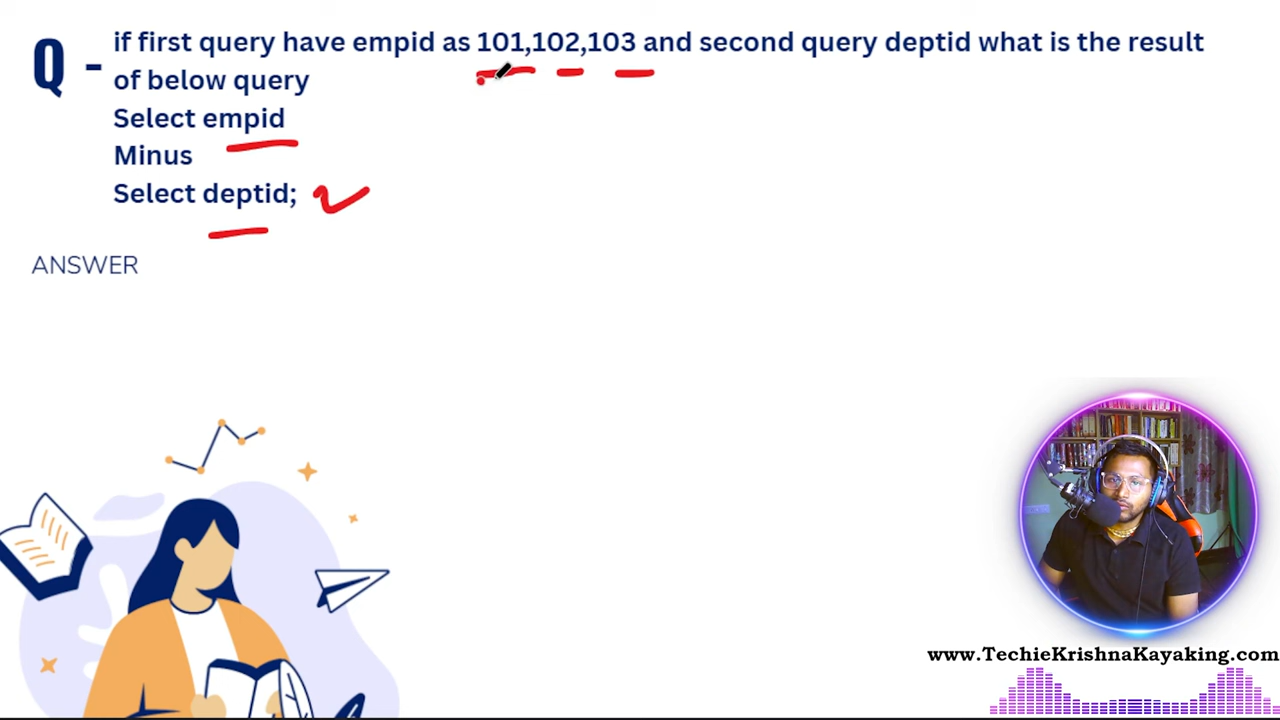 Q - if first query have empid as 101,102,103 and second query deptid what is the result
of below query
Select empid
Minus
Select deptid;
ANSWER
www.TechieKrishnaKayaking.com